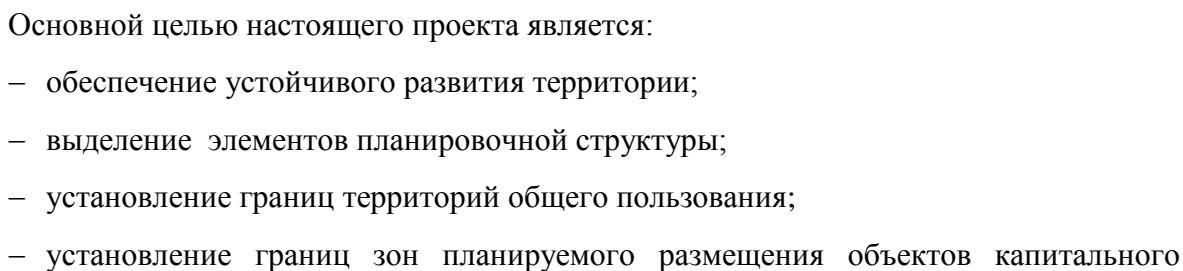 Основной целью настоящего проекта является:
– обеспечение устойчивого развития территории;
– выделение элементов планировочной структуры;
– установление границ территорий общего пользования;
– установление границ зон планируемого размещения объектов капитального